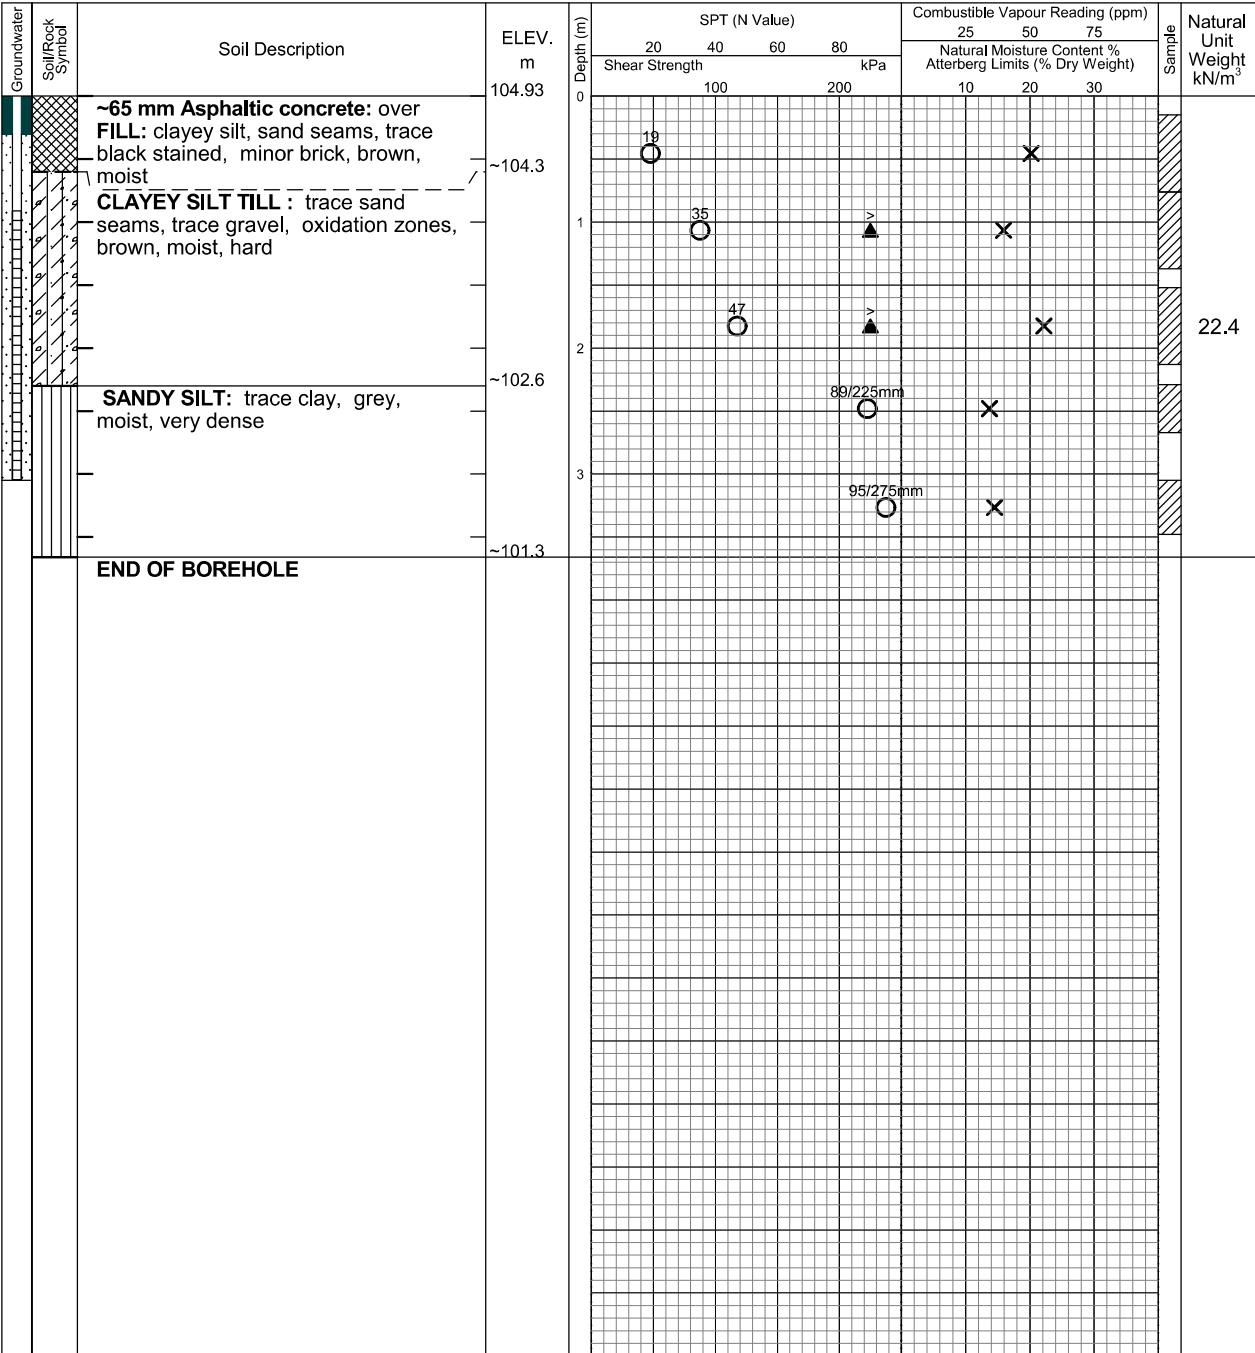 Groundwater
Soil/Rock
Symbol
Soil Description
ELEV.
m
Depth (m)
SPT (N Value)
20 40 60 80
Shear Strength kPa
100 200
Combustible Vapour Reading (ppm)
25 50 75
Natural Moisture Content %
Atterberg Limits (% Dry Weight)
10 20 30
Sample
Natural
Unit
Weight
kN/m³
104.93
0
~65 mm Asphaltic concrete: over
FILL: clayey silt, sand seams, trace
black stained, minor brick, brown,
moist
19
~104.3
CLAYEY SILT TILL : trace sand
seams, trace gravel, oxidation zones,
brown, moist, hard
35
>
1
47
>
22.4
2
~102.6
SANDY SILT: trace clay, grey,
moist, very dense
89/225mm
3
95/275mm
~101.3
END OF BOREHOLE